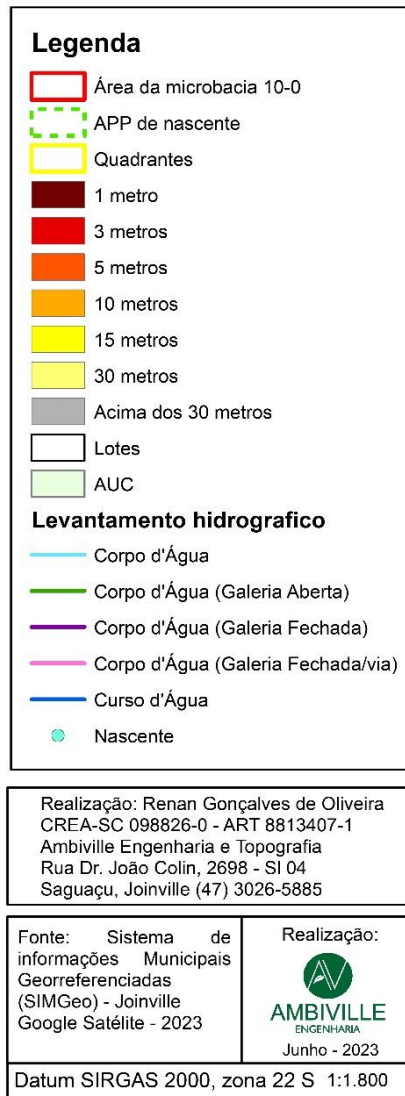 Legenda
Área da microbacia 10-0
APP de nascente
Quadrantes
1 metro
3 metros
5 metros
10 metros
15 metros
30 metros
Acima dos 30 metros
Lotes
AUC
Levantamento hidrografico
Corpo d'Água
Corpo d'Água (Galeria Aberta)
Corpo d'Água (Galeria Fechada)
Corpo d'Água (Galeria Fechada/via)
Curso d'Água
Nascente
Realização: Renan Gonçalves de Oliveira
CREA-SC 098826-0 - ART 8813407-1
Ambiville Engenharia e Topografia
Rua Dr. João Colin, 2698 - Sl 04
Saguaçu, Joinville (47) 3026-5885
Fonte: Sistema de
informações Municipais
Georreferenciadas
(SIMGeo) - Joinville
Google Satélite - 2023
Realização:
AV
AMBIVILLE
ENGENHARIA
Junho - 2023
Datum SIRGAS 2000, zona 22 S 1:1.800